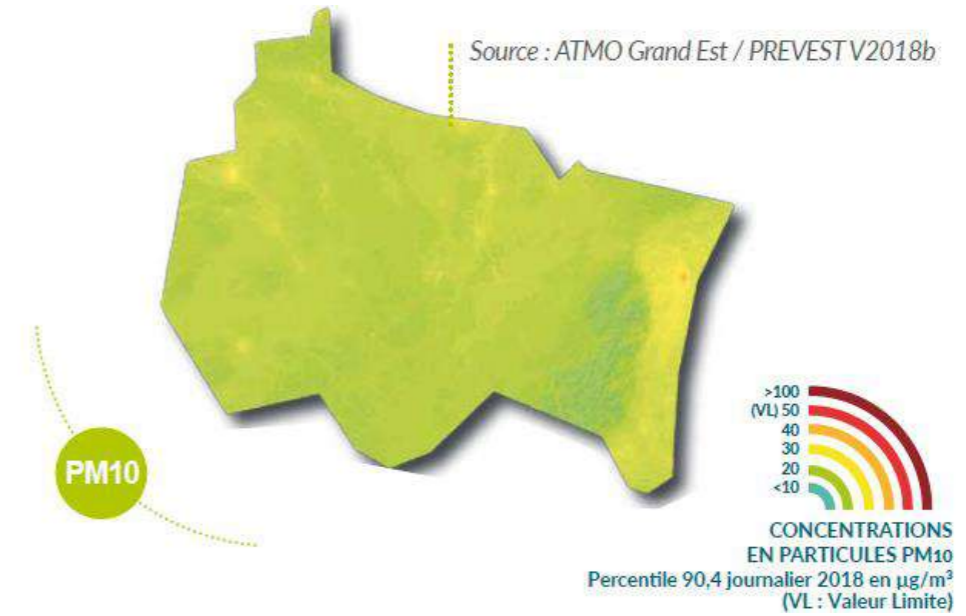 Source : ATMO Grand Est / PREVEST V2018b
PM10
>100
(VL) 50
40
30
20
<10
CONCENTRATIONS
EN PARTICULES PM10
Percentile 90,4 journalier 2018 en µg/m³
(VL : Valeur Limite)